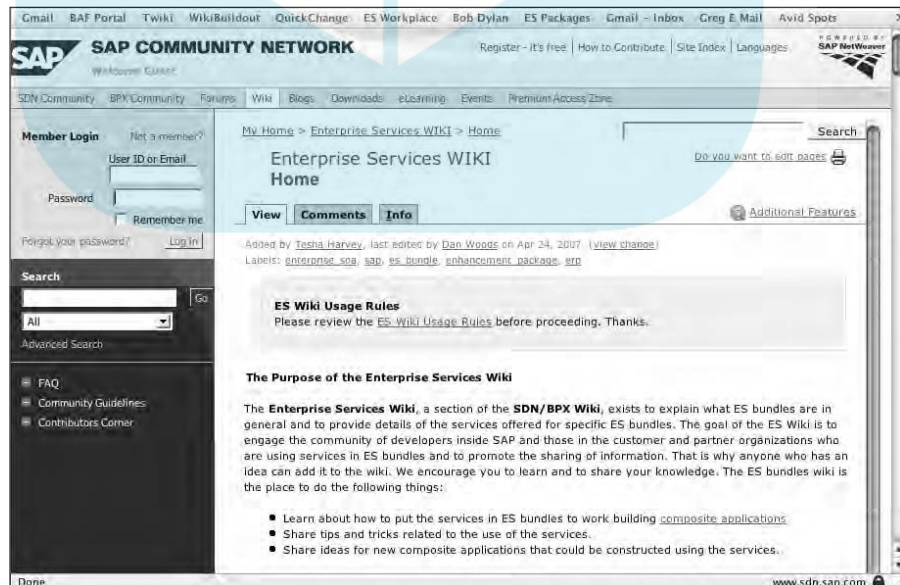 Gmail BAF Portal Twiki WikiBuildout QuickChange ES Workplace Bob Dylan ES Packages Gmail - Inbox Greg E Mail Avid Spots
SAP SAP COMMUNITY NETWORK
Welcome Guest
Register - it's free | How to Contribute | Site Index | Languages
POWERED BY
SAP NetWeaver
SDN Community BPX Community Forums Wiki Blogs Downloads eLearning Events Premium Access Zone
Member Login Not a member?
User ID or Email
Password
Remember me
Forgot your password? Log in
Search
Go
All
Advanced Search
FAQ
Community Guidelines
Contributors Corner
My Home > Enterprise Services WIKI > Home
Search
Enterprise Services WIKI
Home
Do you want to edit pages
View Comments Info
Additional Features
Added by Tesha Harvey, last edited by Dan Woods on Apr 24, 2007 (view change)
Labels: enterprise_soa, sap, es_bundle, enhancement_package, erp
ES Wiki Usage Rules
Please review the ES Wiki Usage Rules before proceeding. Thanks.
The Purpose of the Enterprise Services Wiki
The Enterprise Services Wiki, a section of the SDN/BPX Wiki, exists to explain what ES bundles are in
general and to provide details of the services offered for specific ES bundles. The goal of the ES Wiki is to
engage the community of developers inside SAP and those in the customer and partner organizations who
are using services in ES bundles and to promote the sharing of information. That is why anyone who has an
idea can add it to the wiki. We encourage you to learn and to share your knowledge. The ES bundles wiki is
the place to do the following things:
Learn about how to put the services in ES bundles to work building composite applications
Share tips and tricks related to the use of the services.
Share ideas for new composite applications that could be constructed using the services.
Done
www.sdn.sap.com